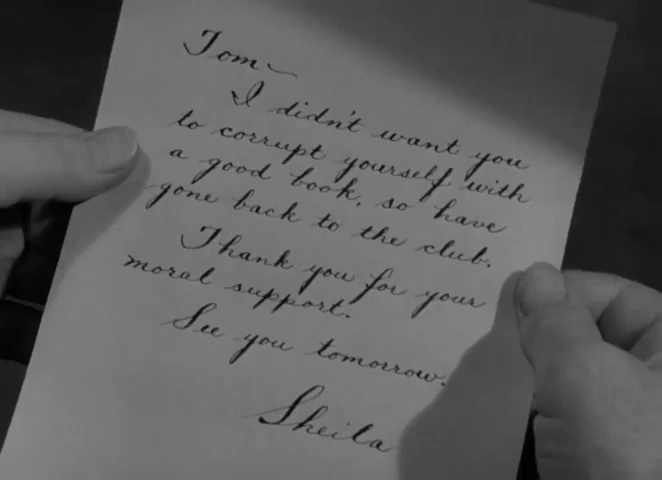 Tom~
I didn't want you
to corrupt yourself with
a good book, so have
gone back to the club.
Thank you for your
moral support.
See you tomorrow.
Sheila